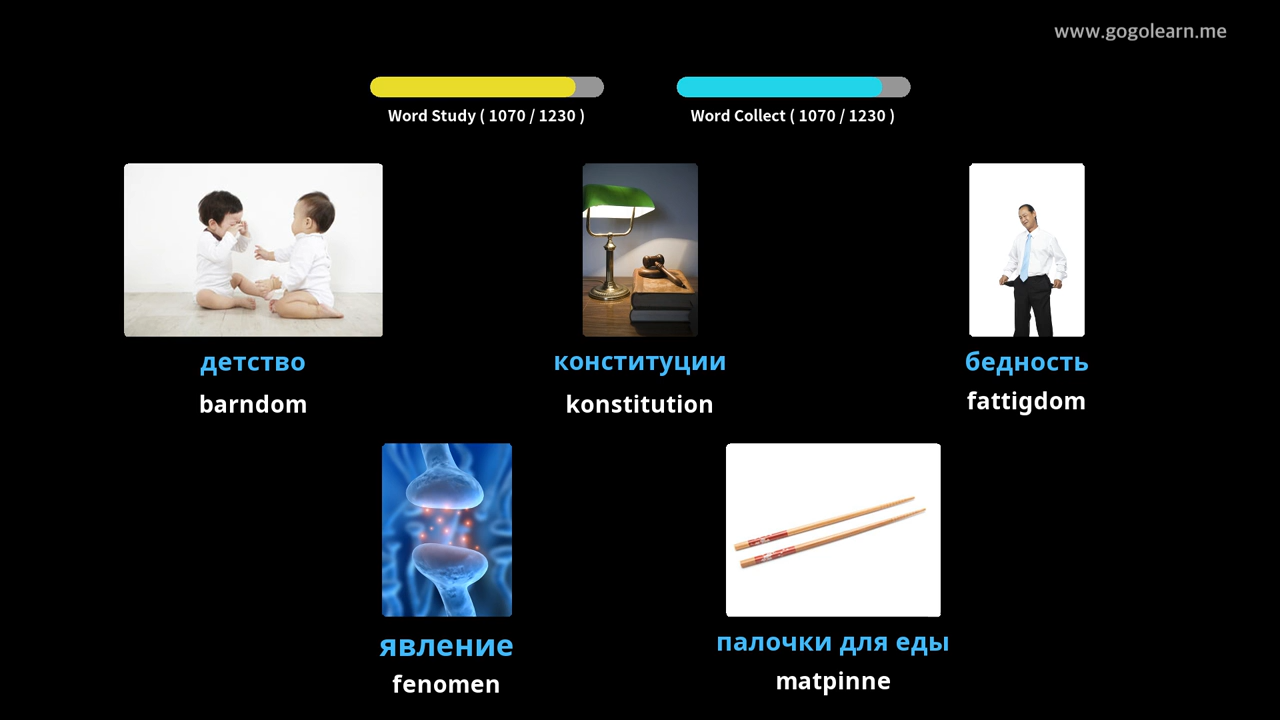 www.gogolearn.me
Word Study ( 1070 / 1230 )
Word Collect ( 1070 / 1230 )
детство
конституции
бедность
barndom
konstitution
fattigdom
явление
палочки для еды
fenomen
matpinne